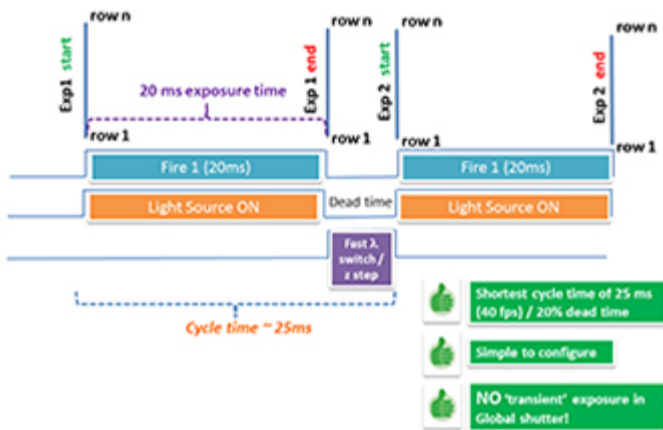 row n
row n
row n
row n
Exp1 start
Exp 1 end
Exp 2 start
Exp 2 end
20 ms exposure time
row 1
row 1
row 1
row 1
Fire 1 (20ms)
Fire 1 (20ms)
Light Source ON
Dead time
Light Source ON
Fast λ
switch /
z step
Cycle time ~ 25ms
Shortest cycle time of 25 ms
(40 fps) / 20% dead time
Simple to configure
NO 'transient' exposure in
Global shutter!